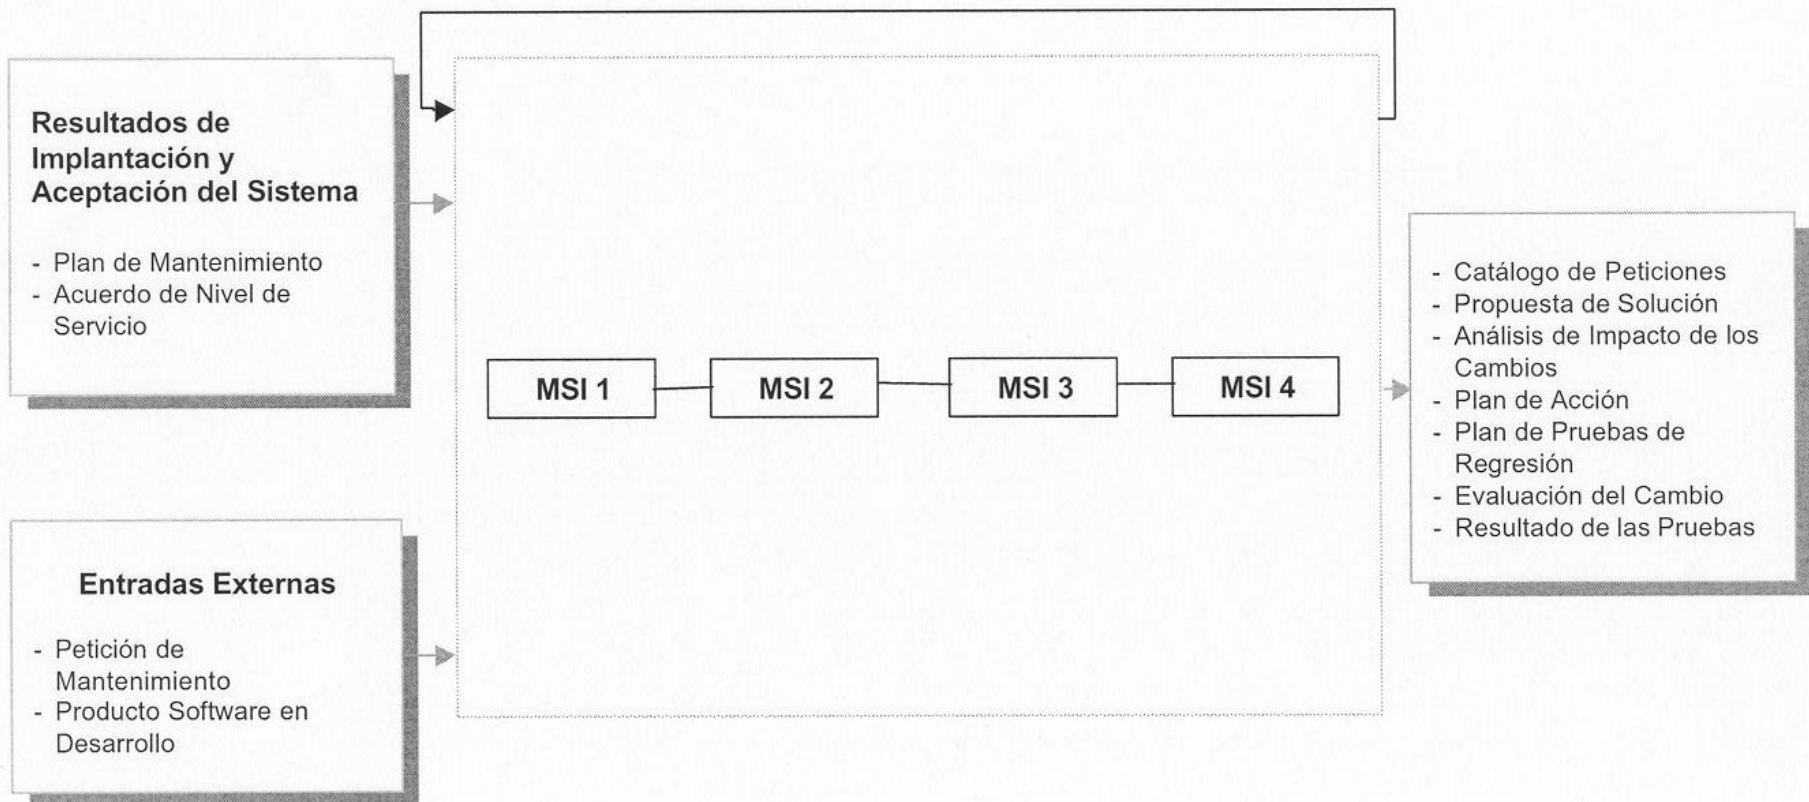 Resultados de
Implantación y
Aceptación del Sistema
- Plan de Mantenimiento
- Acuerdo de Nivel de
Servicio
Entradas Externas
- Petición de
Mantenimiento
- Producto Software en
Desarrollo
MSI 1
MSI 2
MSI 3
MSI 4
- Catálogo de Peticiones
- Propuesta de Solución
- Análisis de Impacto de los
Cambios
- Plan de Acción
- Plan de Pruebas de
Regresión
- Evaluación del Cambio
- Resultado de las Pruebas